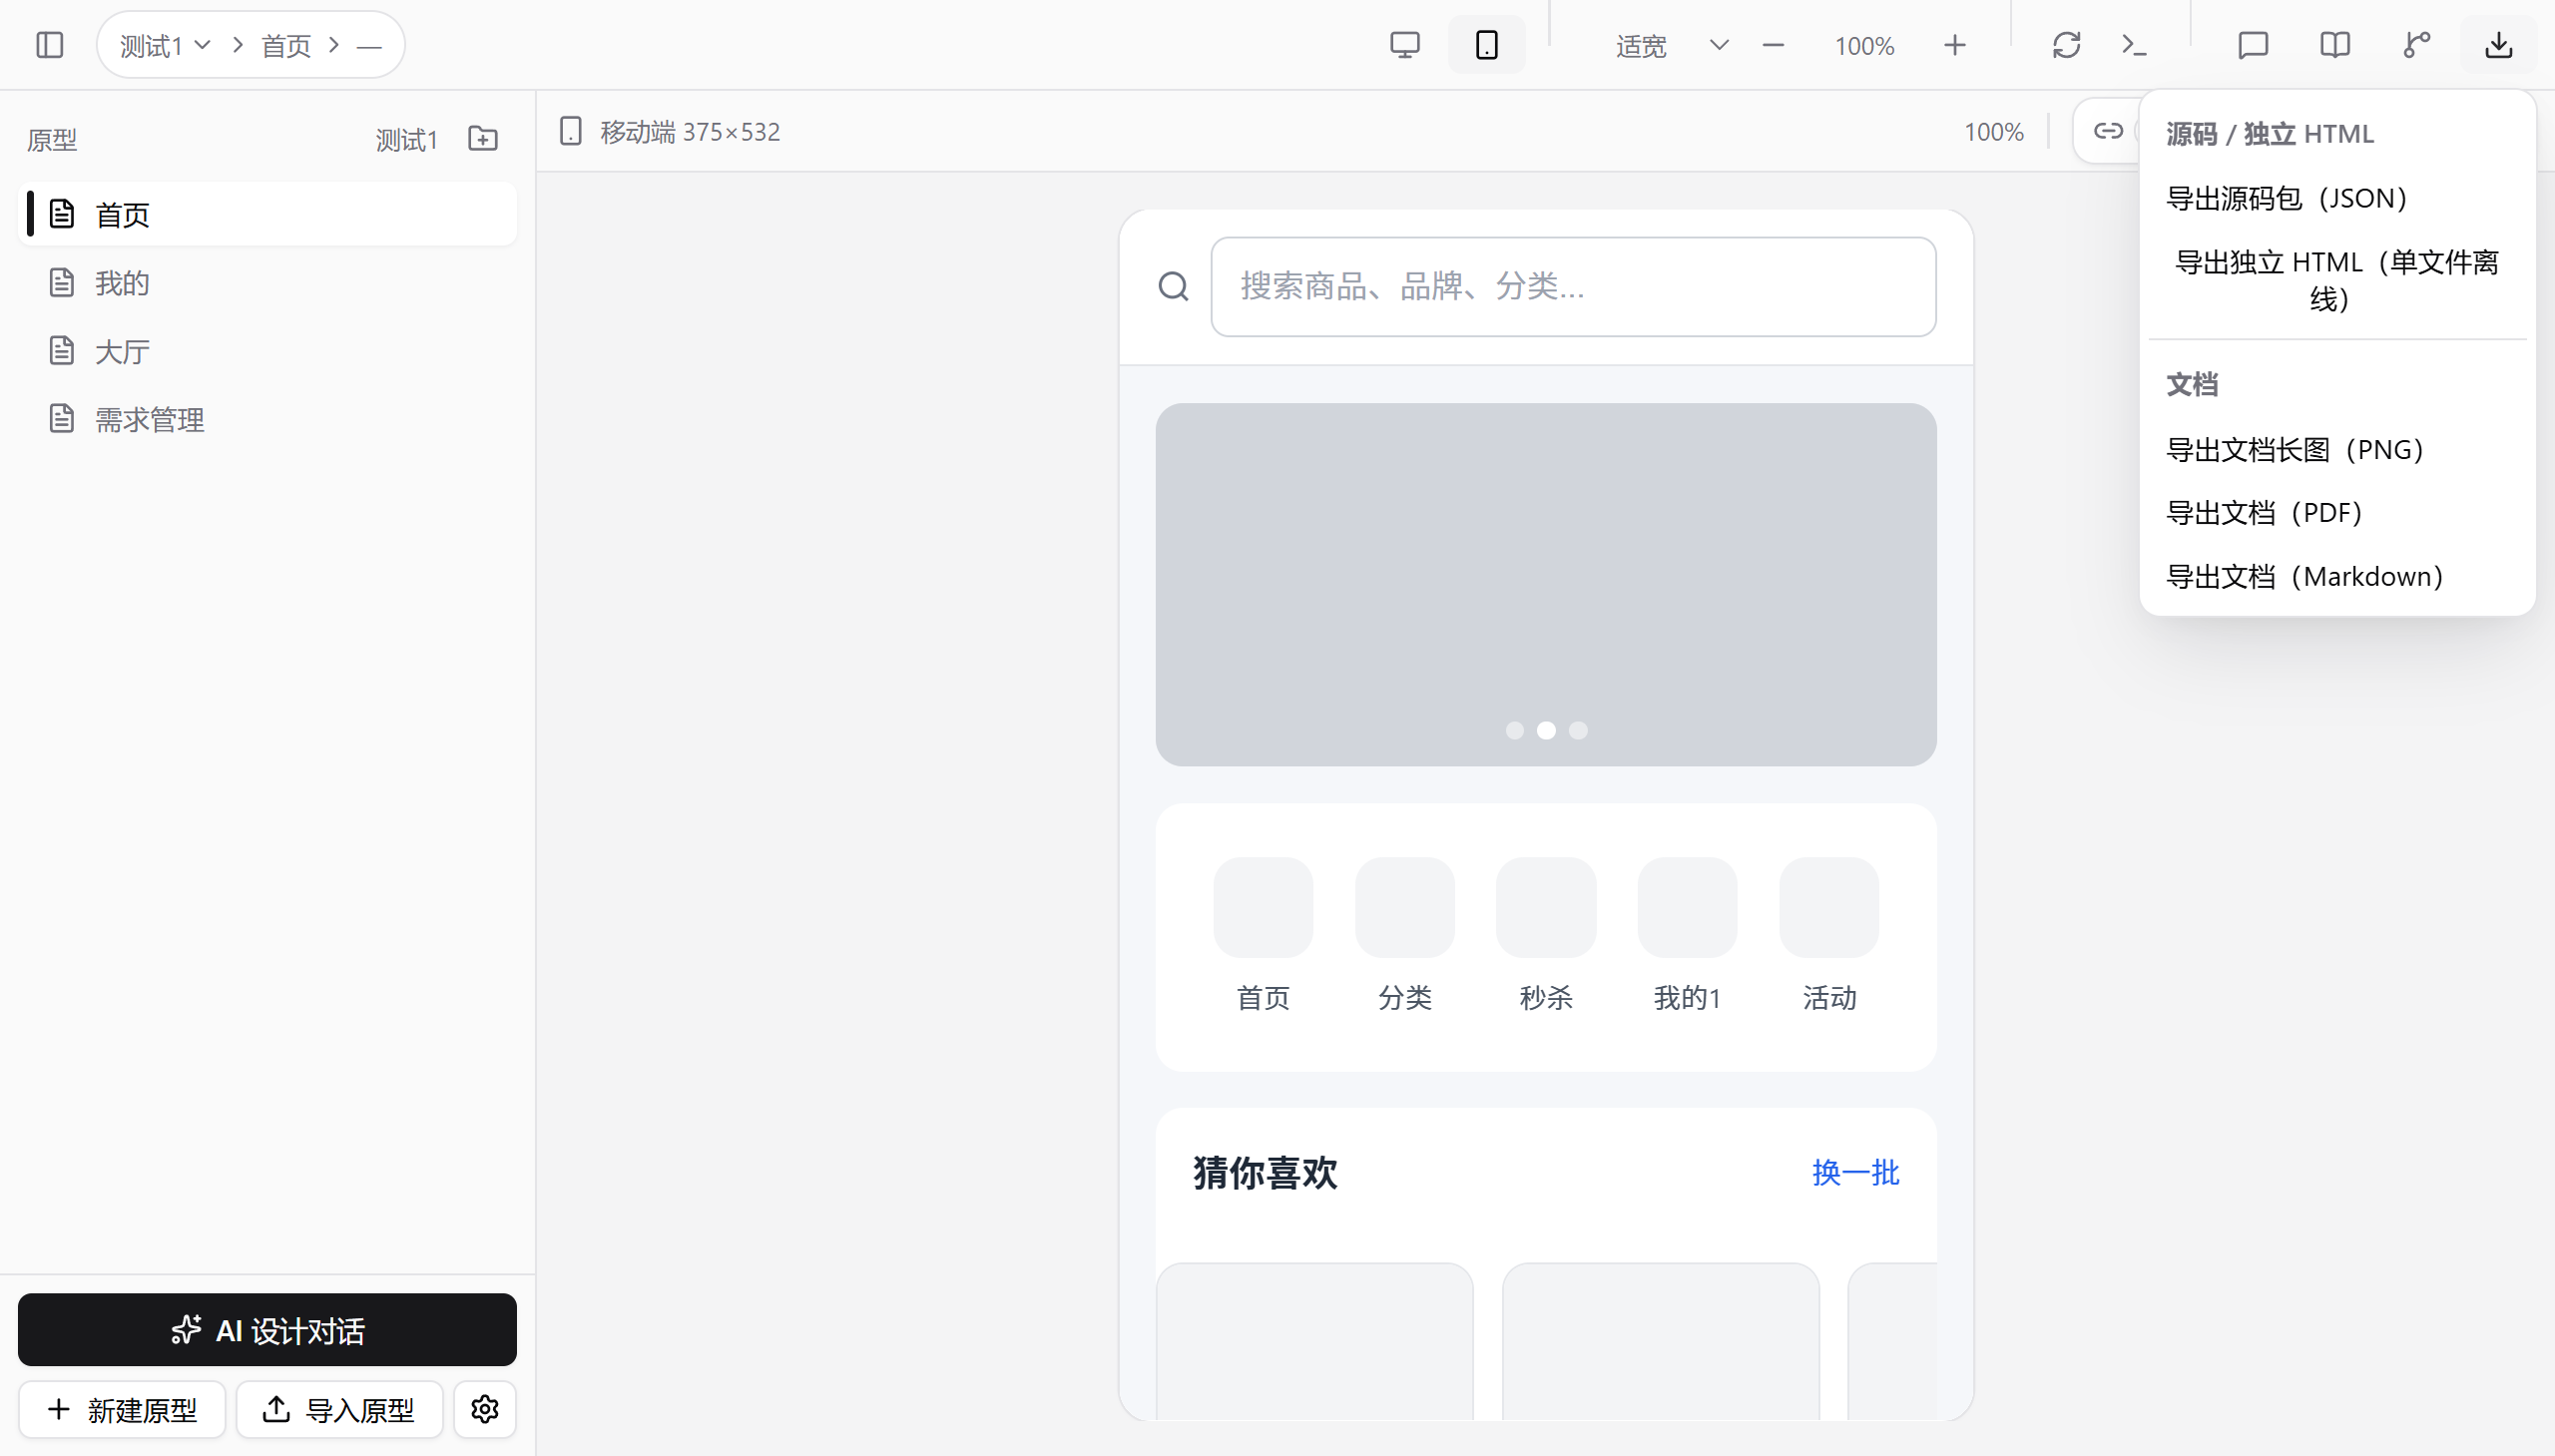 测试1 首页 —
适宽 100%
原型 测试1
首页
我的
大厅
需求管理
AI 设计对话
新建原型 导入原型
移动端 375×532 100%
搜索商品、品牌、分类...
首页 分类 秒杀 我的1 活动
猜你喜欢 换一批
源码 / 独立 HTML
导出源码包（JSON）
导出独立 HTML（单文件离
线）
文档
导出文档长图（PNG）
导出文档（PDF）
导出文档（Markdown）